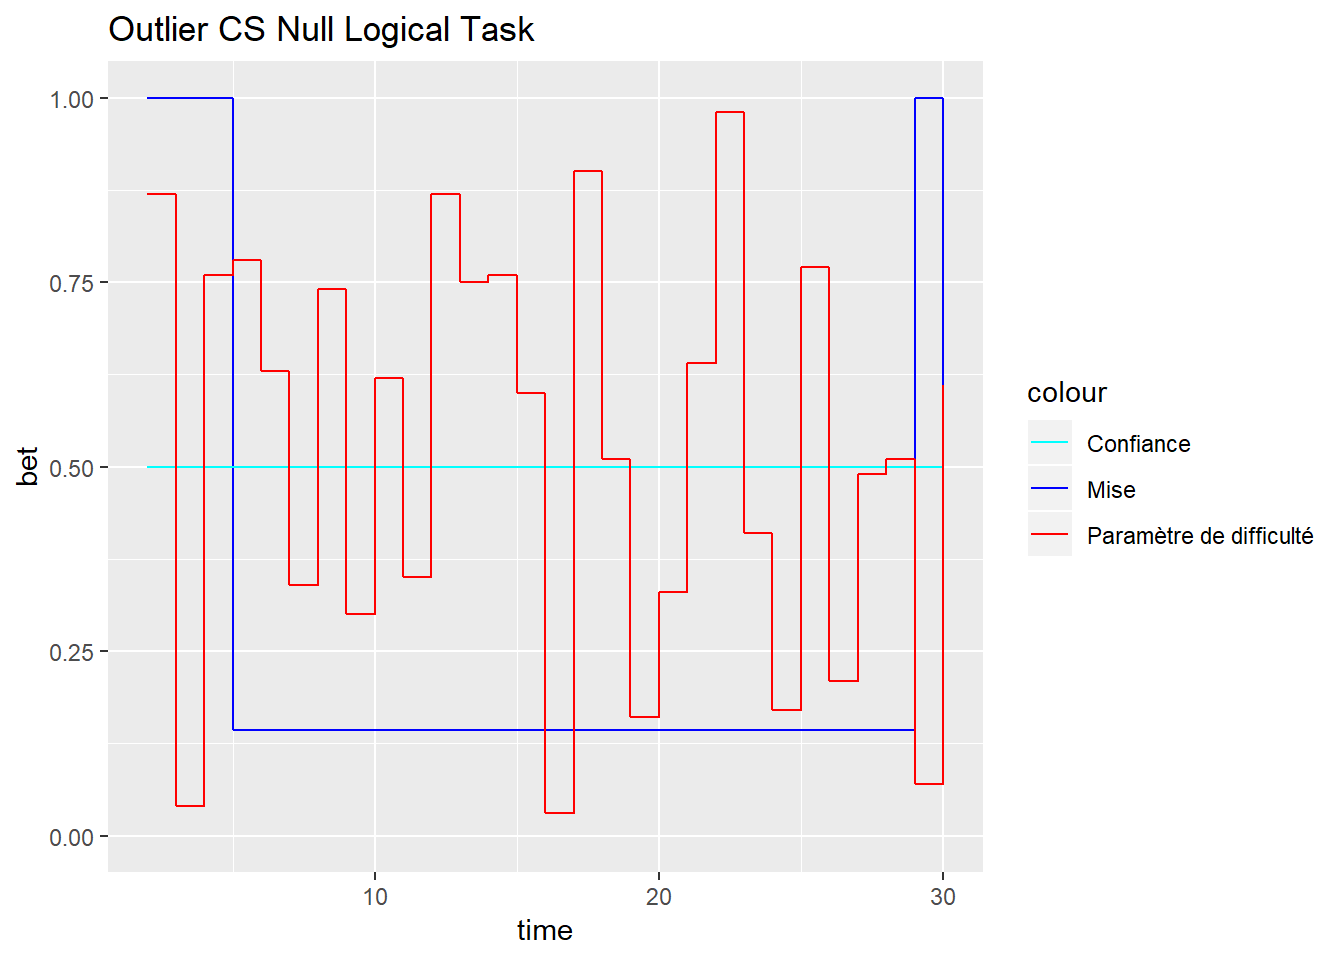 Outlier CS Null Logical Task
1.00
0.75
0.50
0.25
0.00
bet
10
20
30
time
colour
Confiance
Mise
Paramètre de difficulté